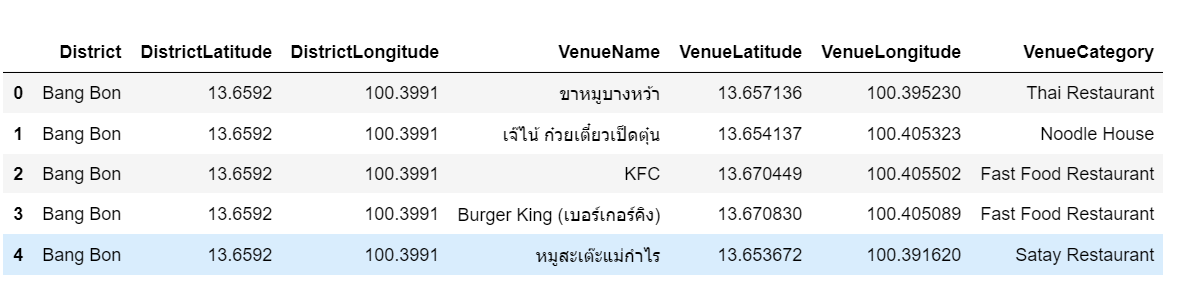 District DistrictLatitude DistrictLongitude VenueName VenueLatitude VenueLongitude VenueCategory
0 Bang Bon 13.6592 100.3991 ขาหมูบางหว้า 13.657136 100.395230 Thai Restaurant
1 Bang Bon 13.6592 100.3991 เจ๊ไน้ ก๋วยเตี๋ยวเป็ดตุ๋น 13.654137 100.405323 Noodle House
2 Bang Bon 13.6592 100.3991 KFC 13.670449 100.405502 Fast Food Restaurant
3 Bang Bon 13.6592 100.3991 Burger King (เบอร์เกอร์คิง) 13.670830 100.405089 Fast Food Restaurant
4 Bang Bon 13.6592 100.3991 หมูสะเต๊ะแม่กำไร 13.653672 100.391620 Satay Restaurant